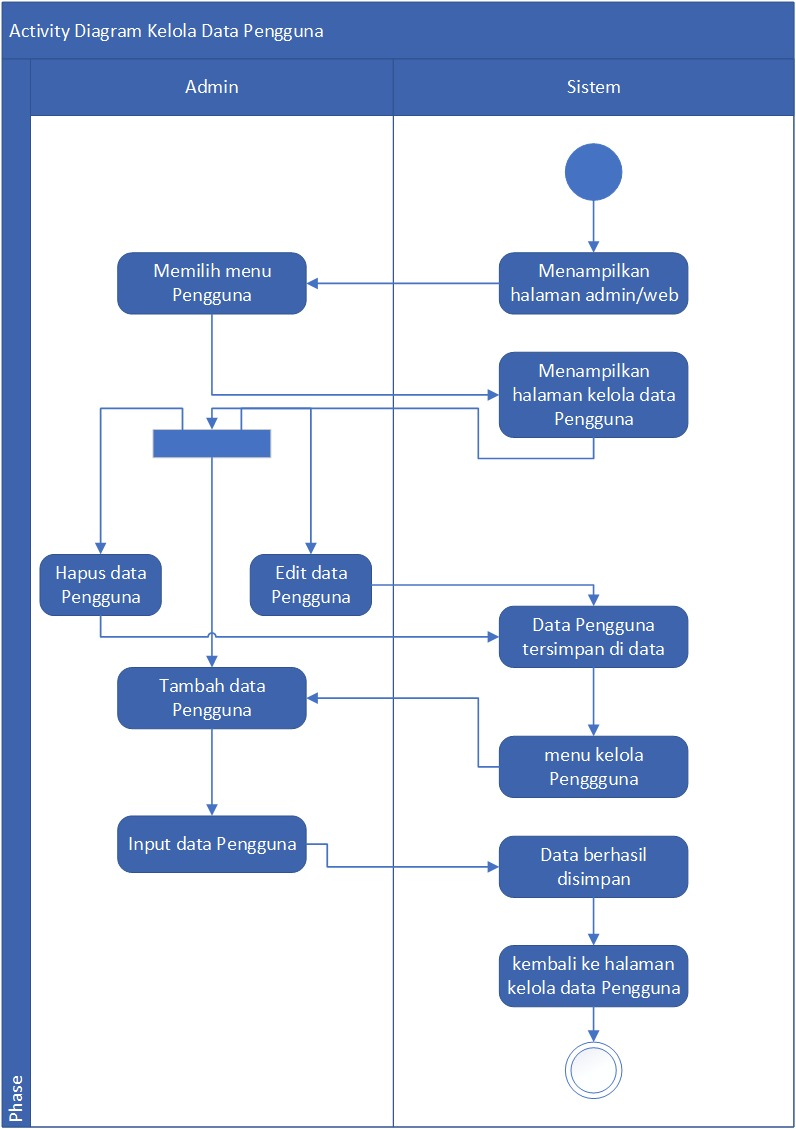 Activity Diagram Kelola Data Pengguna
Admin
Sistem
Memilih menu
Pengguna
Menampilkan
halaman admin/web
Menampilkan
halaman kelola data
Pengguna
Hapus data
Pengguna
Edit data
Pengguna
Data Pengguna
tersimpan di data
Tambah data
Pengguna
menu kelola
Penggguna
Input data Pengguna
Data berhasil
disimpan
kembali ke halaman
kelola data Pengguna
Phase